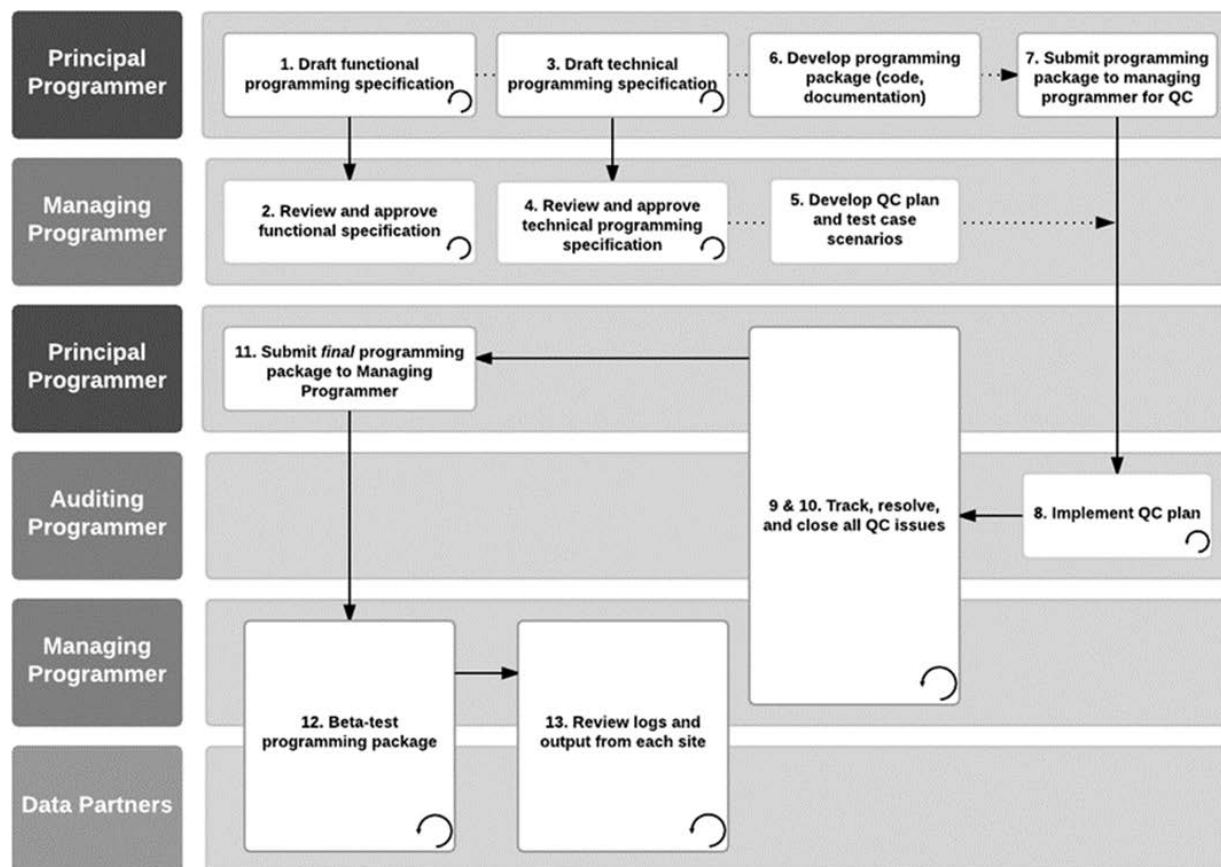 Principal
Programmer
1. Draft functional
programming specification
3. Draft technical
programming specification
6. Develop programming
package (code,
documentation)
7. Submit programming
package to managing
programmer for QC
Managing
Programmer
2. Review and approve
functional specification
4. Review and approve
technical programming
specification
5. Develop QC plan
and test case
scenarios
Principal
Programmer
11. Submit final programming
package to Managing
Programmer
Auditing
Programmer
9 & 10. Track, resolve,
and close all QC issues
8. Implement QC plan
Managing
Programmer
12. Beta-test
programming package
13. Review logs and
output from each site
Data Partners